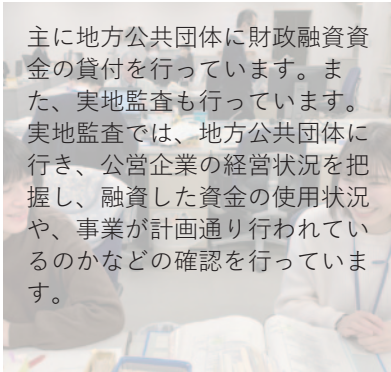 主に地方公共団体に財政融資資
金の貸付を行っています。ま
た、実地監査も行っています。
実地監査では、地方公共団体に
行き、公営企業の経営状況を把
握し、融資した資金の使用状況
や、事業が計画通り行われてい
るのかなどの確認を行っていま
す。